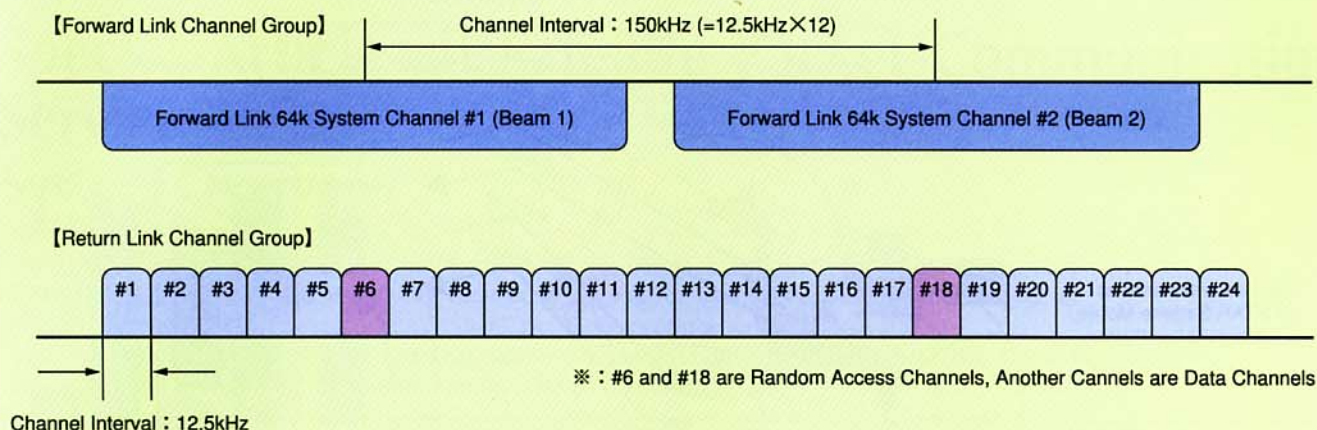 【Forward Link Channel Group】
Channel Interval：150kHz (=12.5kHz×12)
Forward Link 64k System Channel #1 (Beam 1)
Forward Link 64k System Channel #2 (Beam 2)
【Return Link Channel Group】
#1 #2 #3 #4 #5 #6 #7 #8 #9 #10 #11 #12 #13 #14 #15 #16 #17 #18 #19 #20 #21 #22 #23 #24
※：#6 and #18 are Random Access Channels, Another Cannels are Data Channels
Channel Interval：12.5kHz